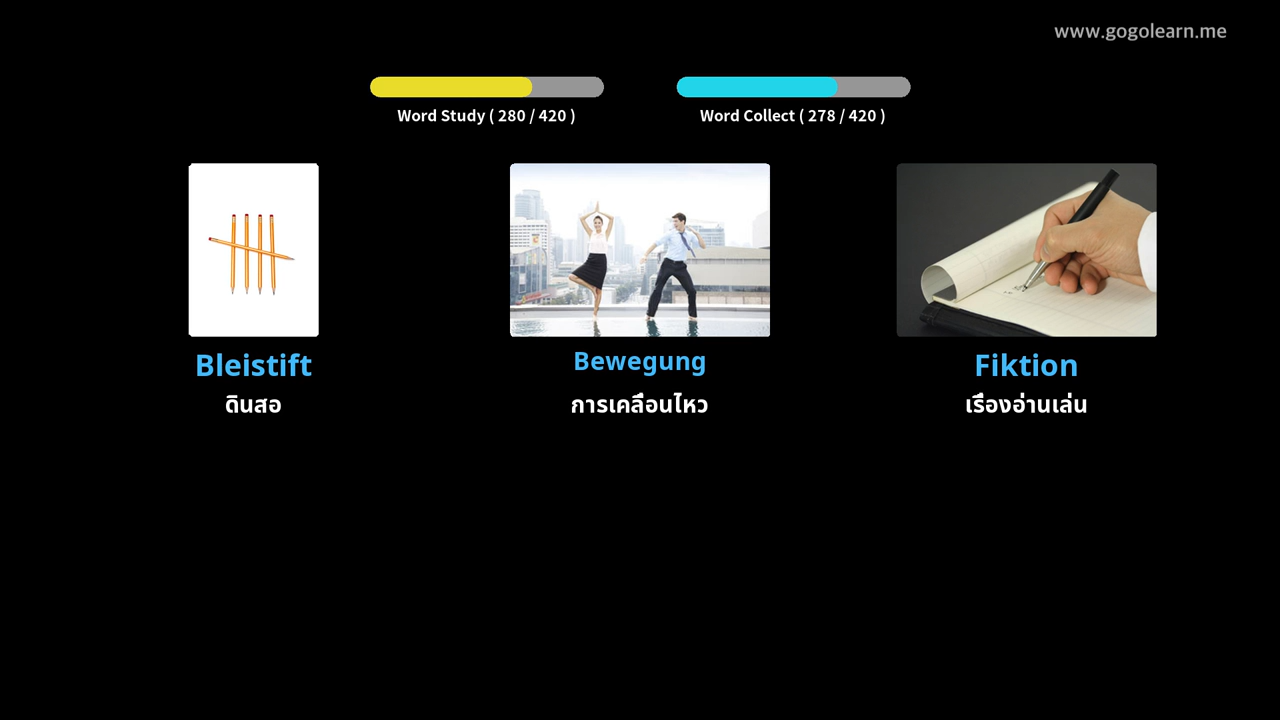 www.gogolearn.me
Word Study ( 280 / 420 )
Word Collect ( 278 / 420 )
Bleistift
Bewegung
Fiktion
ดินสอ
การเคลื่อนไหว
เรื่องอ่านเล่น